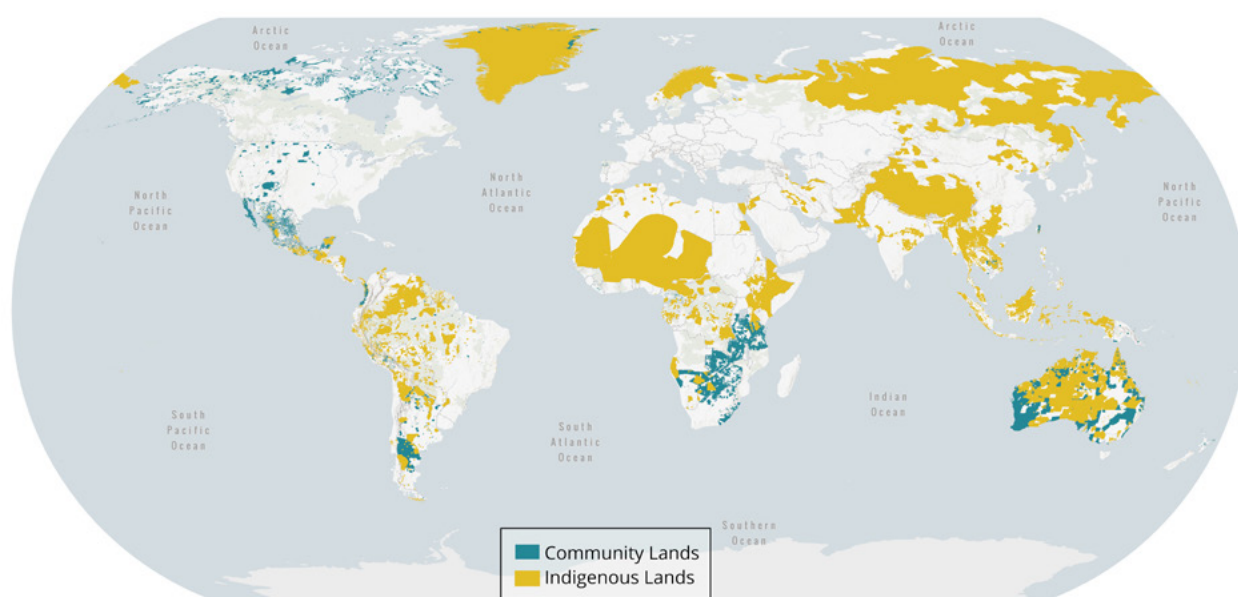 Arctic
Ocean
Arctic
Ocean
North
Pacific
Ocean
North
Atlantic
Ocean
North
Pacific
Ocean
South
Pacific
Ocean
South
Atlantic
Ocean
Indian
Ocean
Southern
Ocean
Community Lands
Indigenous Lands